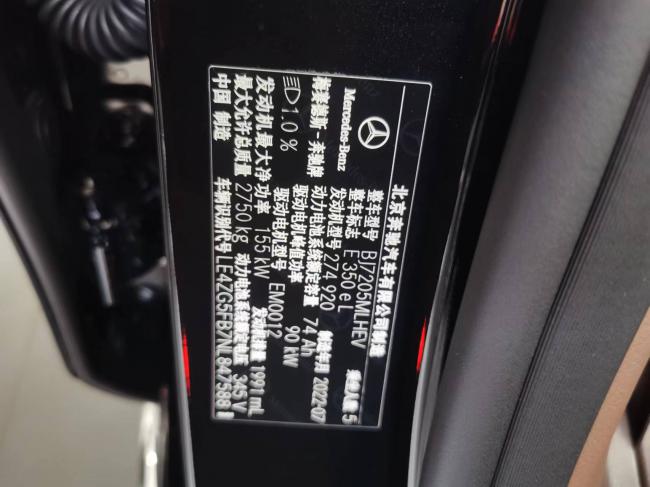 Mercedes-Benz
梅赛德斯-奔驰牌
1.0 %
北京奔驰汽车有限公司制造
整车型号 BJ7205MLHEV 乘坐人数 5
整车标志 E 350 e L
发动机型号 274 920 制造年月 2022-07
动力电池系统额定容量 74 Ah
驱动电机峰值功率 90 kW
驱动电机型号 EM0012
发动机最大净功率 155 kW 发动机排量 1991 mL
最大允许总质量 2750 kg 动力电池系统额定电压 365 V
中国 制造 车辆识别代号